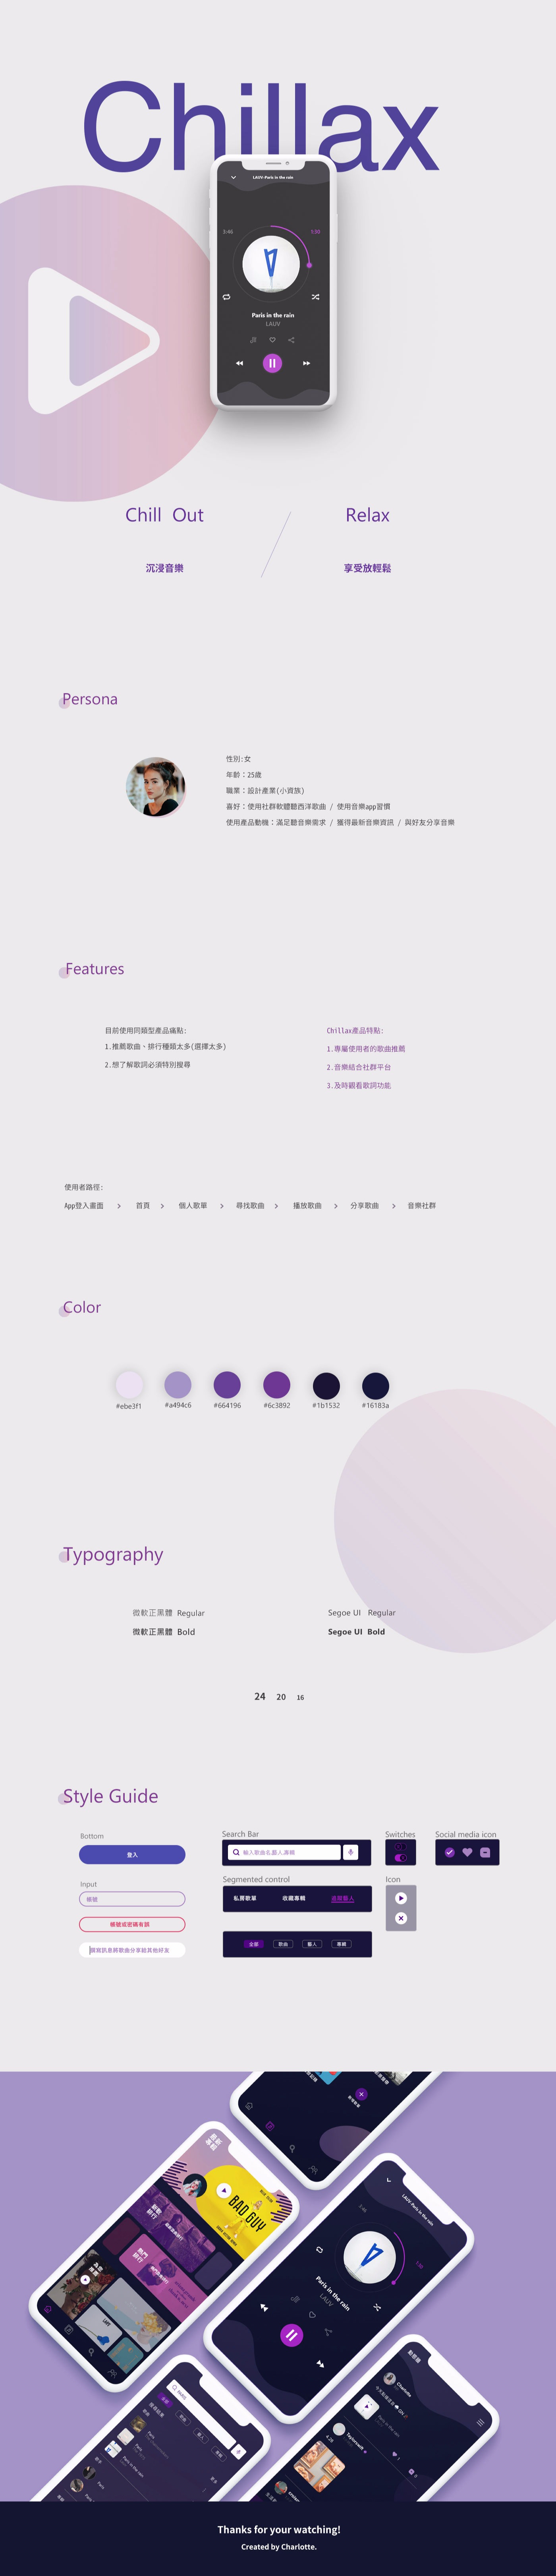 Chillax
LAUV-Paris in the rain
3:46
1:30
Paris in the rain
LAUV
Chill Out
Relax
沉浸音樂
享受放輕鬆
Persona
性別:女
年齡：25歲
職業：設計產業(小資族)
喜好：使用社群軟體聽西洋歌曲 / 使用音樂app習慣
使用產品動機：滿足聽音樂需求 / 獲得最新音樂資訊 / 與好友分享音樂
Features
目前使用同類型產品痛點:
1.推薦歌曲、排行種類太多(選擇太多)
2.想了解歌詞必須特別搜尋
Chillax產品特點:
1.專屬使用者的歌曲推薦
2.音樂結合社群平台
3.及時觀看歌詞功能
使用者路徑:
App登入畫面 > 首頁 > 個人歌單 > 尋找歌曲 > 播放歌曲 > 分享歌曲 > 音樂社群
Color
#ebe3f1
#a494c6
#664196
#6c3892
#1b1532
#16183a
Typography
微軟正黑體 Regular
微軟正黑體 Bold
Segoe UI Regular
Segoe UI Bold
24 20 16
Style Guide
Bottom
登入
Input
帳號
帳號或密碼有誤
撰寫訊息將歌曲分享給其他好友
Search Bar
輸入歌曲名,藝人,專輯
Segmented control
私房歌單
收藏專輯
追蹤藝人
全部
歌曲
藝人
專輯
Switches
Social media icon
Icon
BAD GUY
LAUV-Paris in the rain
Paris in the rain
LAUV
Charlotte
Thanks for your watching!
Created by Charlotte.